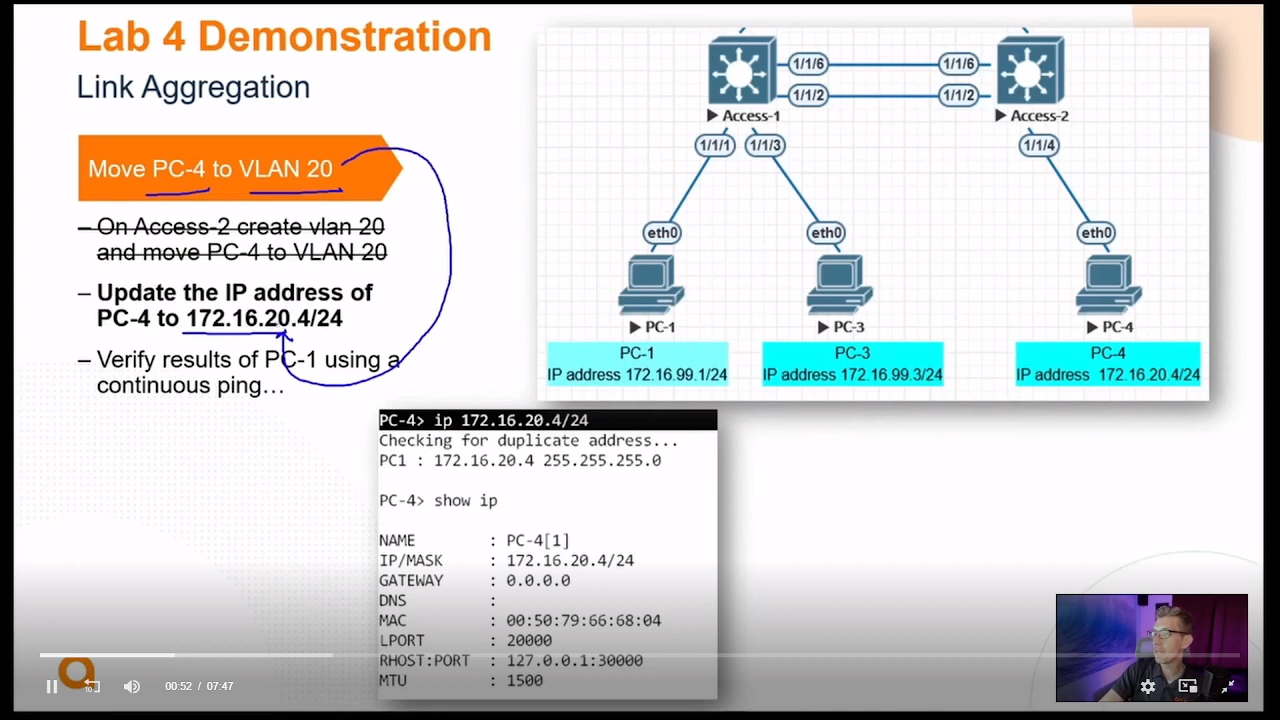 Lab 4 Demonstration
Link Aggregation
Move PC-4 to VLAN 20
– On Access-2 create vlan 20
and move PC-4 to VLAN 20
– Update the IP address of
PC-4 to 172.16.20.4/24
– Verify results of PC-1 using a
continuous ping…
1/1/6
1/1/6
1/1/2
1/1/2
Access-1
Access-2
1/1/1
1/1/3
1/1/4
eth0
eth0
eth0
PC-1
PC-3
PC-4
PC-1
IP address 172.16.99.1/24
PC-3
IP address 172.16.99.3/24
PC-4
IP address 172.16.20.4/24
PC-4> ip 172.16.20.4/24
Checking for duplicate address...
PC1 : 172.16.20.4 255.255.255.0
PC-4> show ip
NAME : PC-4[1]
IP/MASK : 172.16.20.4/24
GATEWAY : 0.0.0.0
DNS :
MAC : 00:50:79:66:68:04
LPORT : 20000
RHOST:PORT : 127.0.0.1:30000
MTU : 1500
10
00:52 / 07:47